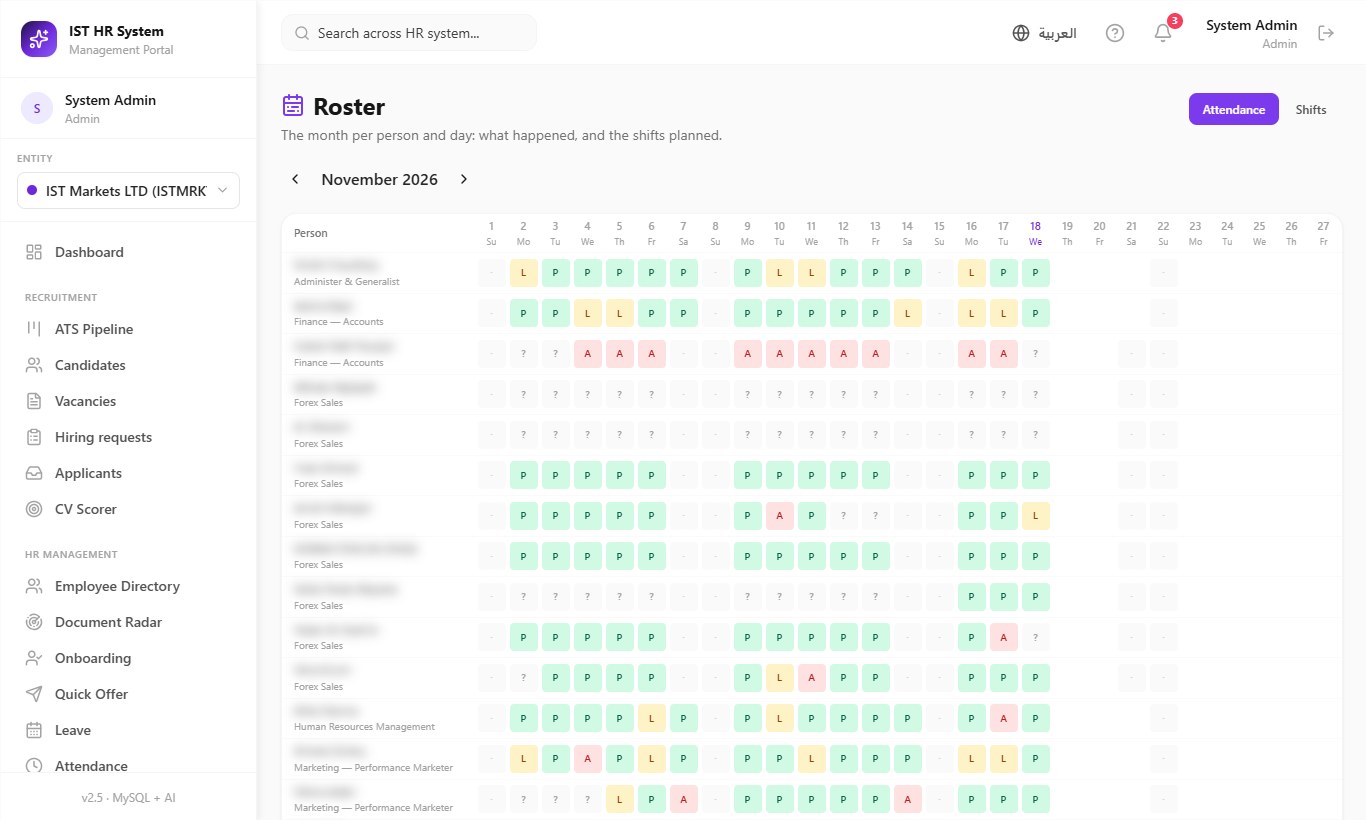 IST HR System
Management Portal
S
System Admin
Admin
ENTITY
IST Markets LTD (ISTMRK
Dashboard
RECRUITMENT
ATS Pipeline
Candidates
Vacancies
Hiring requests
Applicants
CV Scorer
HR MANAGEMENT
Employee Directory
Document Radar
Onboarding
Quick Offer
Leave
Attendance
v2.5 · MySQL + AI
Search across HR system...
العربية
3
System Admin
Admin
Roster
The month per person and day: what happened, and the shifts planned.
Attendance
Shifts
November 2026
Person 1 2 3 4 5 6 7 8 9 10 11 12 13 14 15 16 17 18 19 20 21 22 23 24 25 26 27
Su Mo Tu We Th Fr Sa Su Mo Tu We Th Fr Sa Su Mo Tu We Th Fr Sa Su Mo Tu We Th Fr
· L P P P P P · P L L P P P · L P P ·
Administer & Generalist
· P P L L P P · P P P P P L · L L P ·
Finance — Accounts
· ? ? A A A · · A A A A A · · A A ? · ·
Finance — Accounts
· ? ? ? ? ? · · ? ? ? ? ? · · ? ? ? · ·
Forex Sales
· ? ? ? ? ? · · ? ? ? ? ? · · ? ? ? · ·
Forex Sales
· P P P P P · · P P P P P · · P P P · ·
Forex Sales
· P P P P P · · P A P ? ? · · P P L · ·
Forex Sales
· P P P P P · · P P P P P · · P P P · ·
Forex Sales
· ? ? ? ? ? · · ? ? ? ? ? · · P P P · ·
Forex Sales
· P P P P P · · P P P P P · · P A ? · ·
Forex Sales
· ? P P P P · · P L A P P · · P P P · ·
Forex Sales
· P P P P L P · P L P P P P · P A P ·
Human Resources Management
· L P A P L P · P P L P P P · L L P ·
Marketing — Performance Marketer
· ? ? ? L P A · P P P P P A · P P P ·
Marketing — Performance Marketer